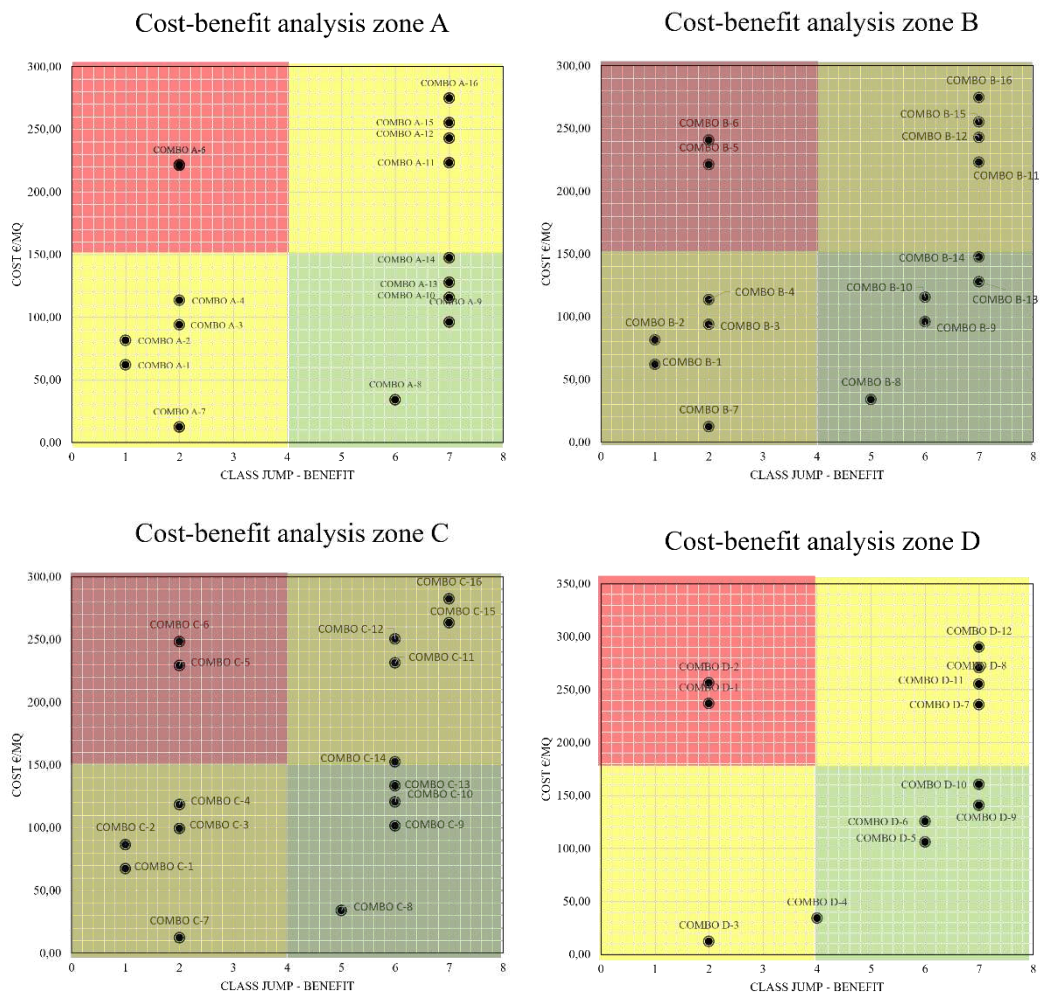 Cost-benefit analysis zone A
300,00
250,00
200,00
150,00
100,00
50,00
0,00
COST €/MQ
COMBO A-16
COMBO A-15
COMBO A-12
COMBO A-5
COMBO A-11
COMBO A-14
COMBO A-13
COMBO A-10
COMBO A-9
COMBO A-4
COMBO A-3
COMBO A-2
COMBO A-1
COMBO A-8
COMBO A-7
0 1 2 3 4 5 6 7 8
CLASS JUMP - BENEFIT
Cost-benefit analysis zone B
300,00
250,00
200,00
150,00
100,00
50,00
0,00
COST €/MQ
COMBO B-16
COMBO B-15
COMBO B-6
COMBO B-12
COMBO B-5
COMBO B-11
COMBO B-14
COMBO B-10
COMBO B-4
COMBO B-13
COMBO B-2
COMBO B-3
COMBO B-9
COMBO B-1
COMBO B-8
COMBO B-7
0 1 2 3 4 5 6 7 8
CLASS JUMP - BENEFIT
Cost-benefit analysis zone C
300,00
250,00
200,00
150,00
100,00
50,00
0,00
COST €/MQ
COMBO C-16
COMBO C-15
COMBO C-6
COMBO C-12
COMBO C-5
COMBO C-11
COMBO C-14
COMBO C-13
COMBO C-4
COMBO C-10
COMBO C-2
COMBO C-3
COMBO C-9
COMBO C-1
COMBO C-8
COMBO C-7
0 1 2 3 4 5 6 7 8
CLASS JUMP - BENEFIT
Cost-benefit analysis zone D
350,00
300,00
250,00
200,00
150,00
100,00
50,00
0,00
COST €/MQ
COMBO D-12
COMBO D-2
COMBO D-8
COMBO D-1
COMBO D-11
COMBO D-7
COMBO D-10
COMBO D-6
COMBO D-9
COMBO D-5
COMBO D-4
COMBO D-3
0 1 2 3 4 5 6 7 8
CLASS JUMP - BENEFIT